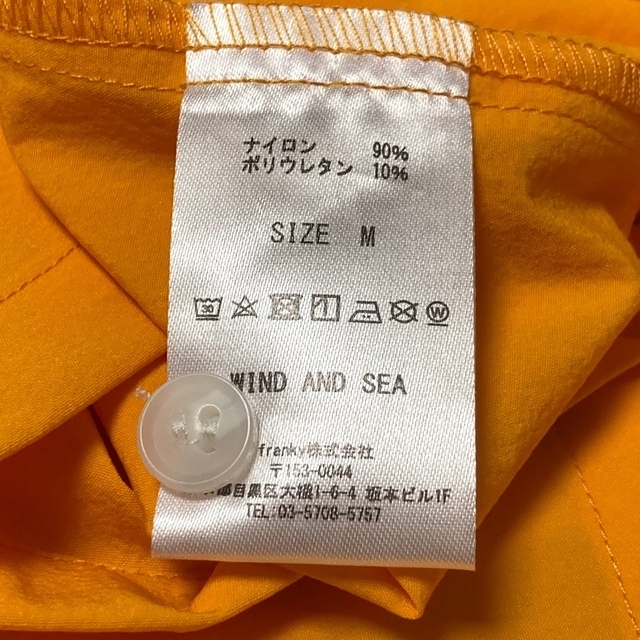 ナイロン 90%
ポリウレタン 10%
SIZE M
30
W
WIND AND SEA
franky株式会社
〒153-0044
都目黒区大橋1-6-4 坂本ビル1F
TEL:03-5708-5757